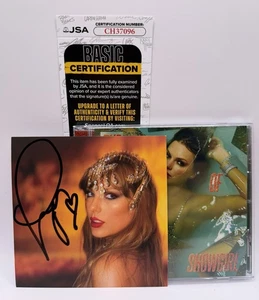 JSA
CERTIFICATION NUMBER:
CH37096
BASIC
CERTIFICATION
This item has been fully examined
by JSA, and it is the considered
opinion of our expert authenticators
that the signature(s) is/are genuine.
UPGRADE TO A LETTER OF
AUTHENTICITY & VERIFY THIS
CERTIFICATION BY VISITING:
SHOWGIRL